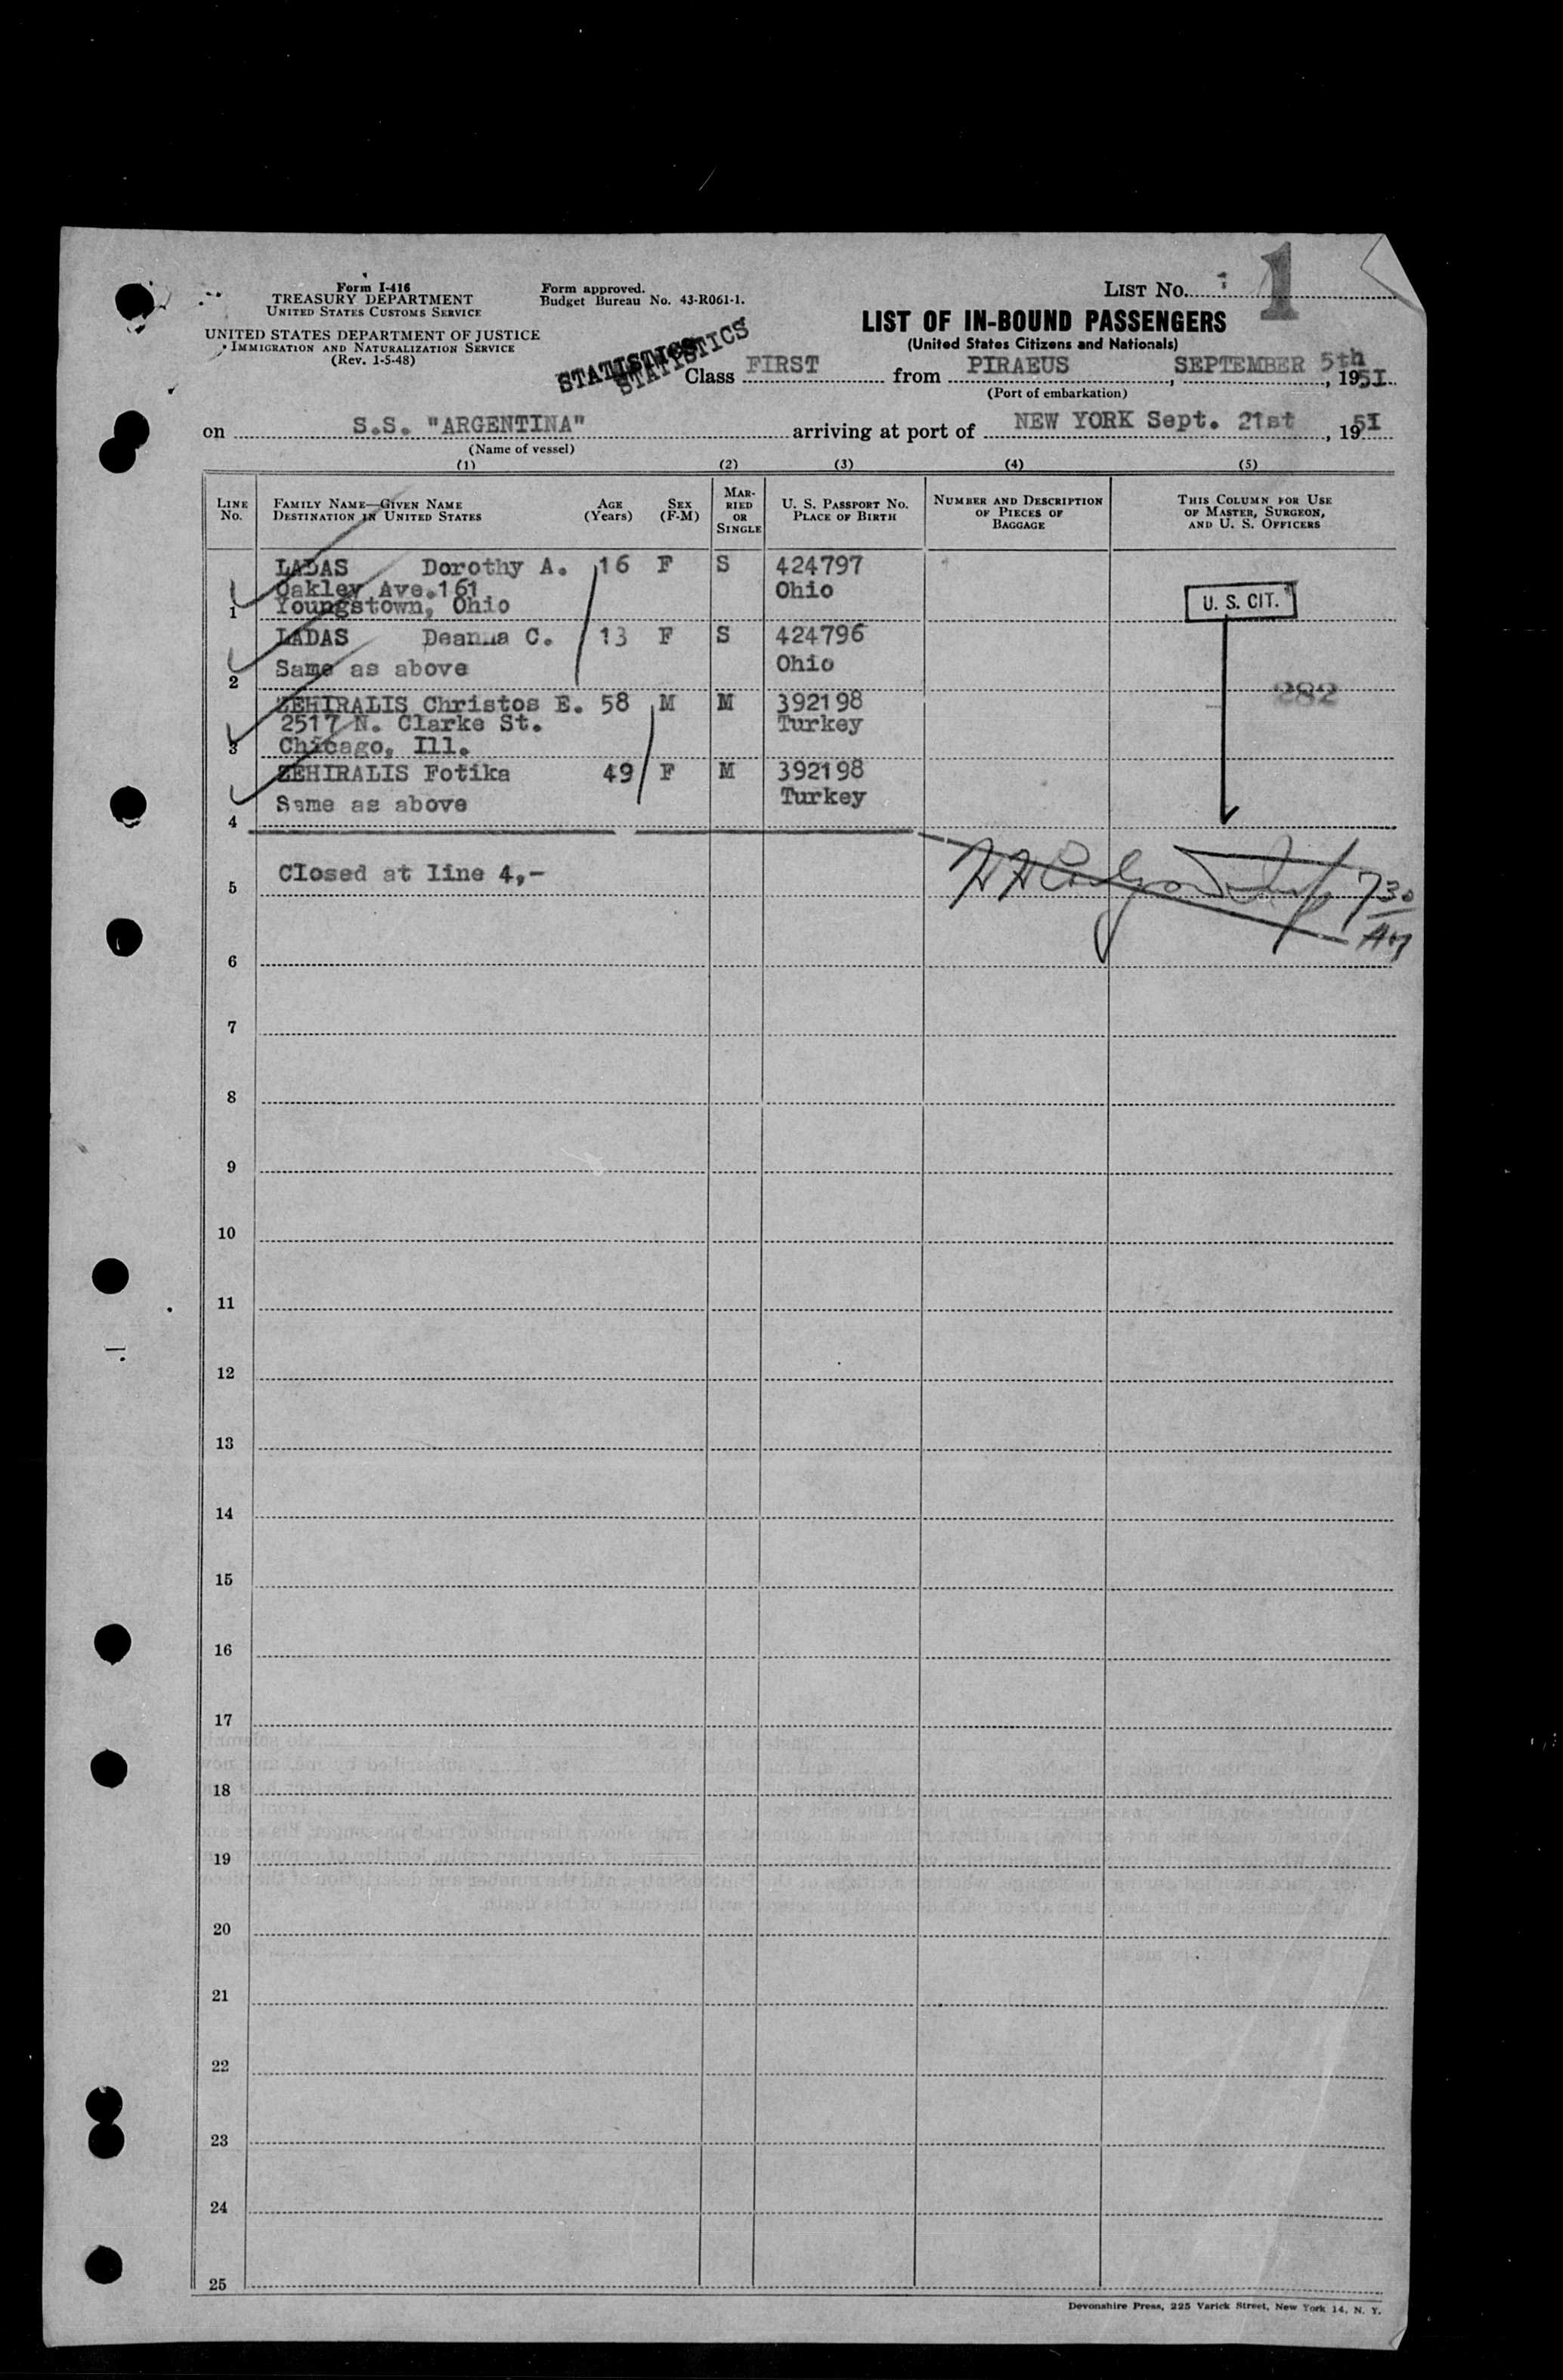 Form I-416
TREASURY DEPARTMENT
UNITED STATES CUSTOMS SERVICE
UNITED STATES DEPARTMENT OF JUSTICE
IMMIGRATION AND NATURALIZATION SERVICE
(Rev. 1-5-48)
Form approved.
Budget Bureau No. 43-R061-1.
LIST No. 1
LIST OF IN-BOUND PASSENGERS
(United States Citizens and Nationals)
STATISTICS
STATISTICS
Class FIRST from PIRAEUS, SEPTEMBER 5th, 1951
(Port of embarkation)
on S.S. "ARGENTINA" arriving at port of NEW YORK Sept. 21st, 195I
(Name of vessel)
(1) (2) (3) (4) (5)
LINE No.
FAMILY NAME—GIVEN NAME
DESTINATION IN UNITED STATES
AGE (Years)
SEX (F-M)
MARRIED OR SINGLE
U. S. PASSPORT No.
PLACE OF BIRTH
NUMBER AND DESCRIPTION OF PIECES OF BAGGAGE
THIS COLUMN FOR USE OF MASTER, SURGEON, AND U. S. OFFICERS
LADAS Dorothy A. 16 F S 424797
Oakley Ave.161 Ohio
1 Youngstown, Ohio
U. S. CIT.
LADAS Deanna C. 13 F S 424796
2 Same as above Ohio
282
ZEHIRALIS Christos E. 58 M M 392198
2517 N. Clarke St. Turkey
3 Chicago, Ill.
ZEHIRALIS Fotika 49 F M 392198
Same as above Turkey
4
Closed at line 4,-
5
730
AM
6
7
8
9
10
11
12
13
14
15
16
17
18
19
20
21
22
23
24
25
Devonshire Press, 225 Varick Street, New York 14, N. Y.